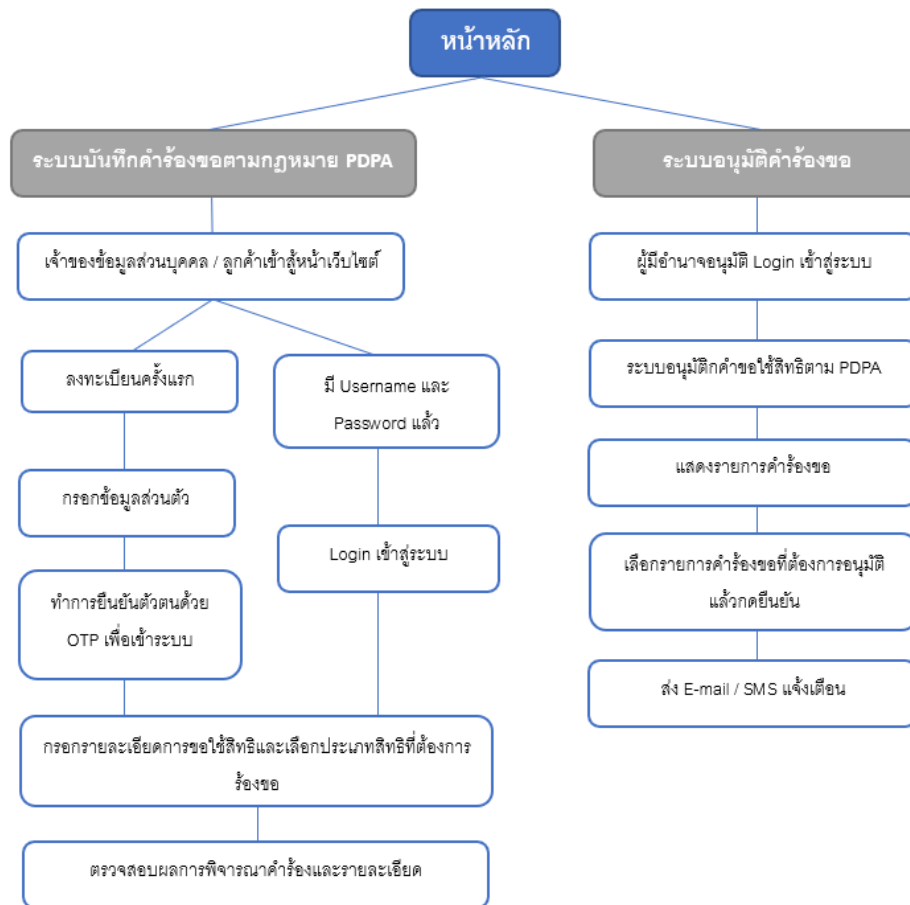 หน้าหลัก
ระบบบันทึกคำร้องขอตามกฎหมาย PDPA
ระบบอนุมัติคำร้องขอ
เจ้าของข้อมูลส่วนบุคคล / ลูกค้าเข้าสู้หน้าเว็บไซต์
ผู้มีอำนาจอนุมัติ Login เข้าสู่ระบบ
ลงทะเบียนครั้งแรก
มี Username และ
Password แล้ว
ระบบอนุมัติกคำขอใช้สิทธิตาม PDPA
แสดงรายการคำร้องขอ
กรอกข้อมูลส่วนตัว
Login เข้าสู่ระบบ
เลือกรายการคำร้องขอที่ต้องการอนุมัติ
แล้วกดยืนยัน
ทำการยืนยันตัวตนด้วย
OTP เพื่อเข้าระบบ
ส่ง E-mail / SMS แจ้งเตือน
กรอกรายละเอียดการขอใช้สิทธิและเลือกประเภทสิทธิที่ต้องการ
ร้องขอ
ตรวจสอบผลการพิจารณาคำร้องและรายละเอียด